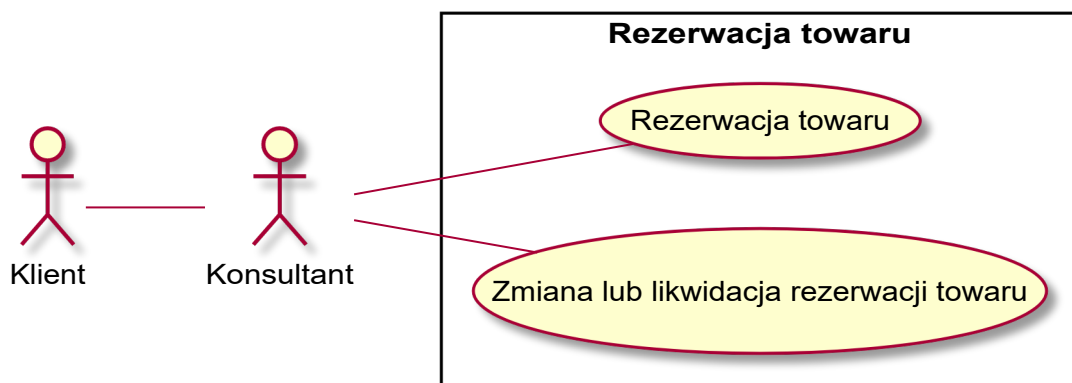 Rezerwacja towaru
Rezerwacja towaru
Klient
Konsultant
Zmiana lub likwidacja rezerwacji towaru